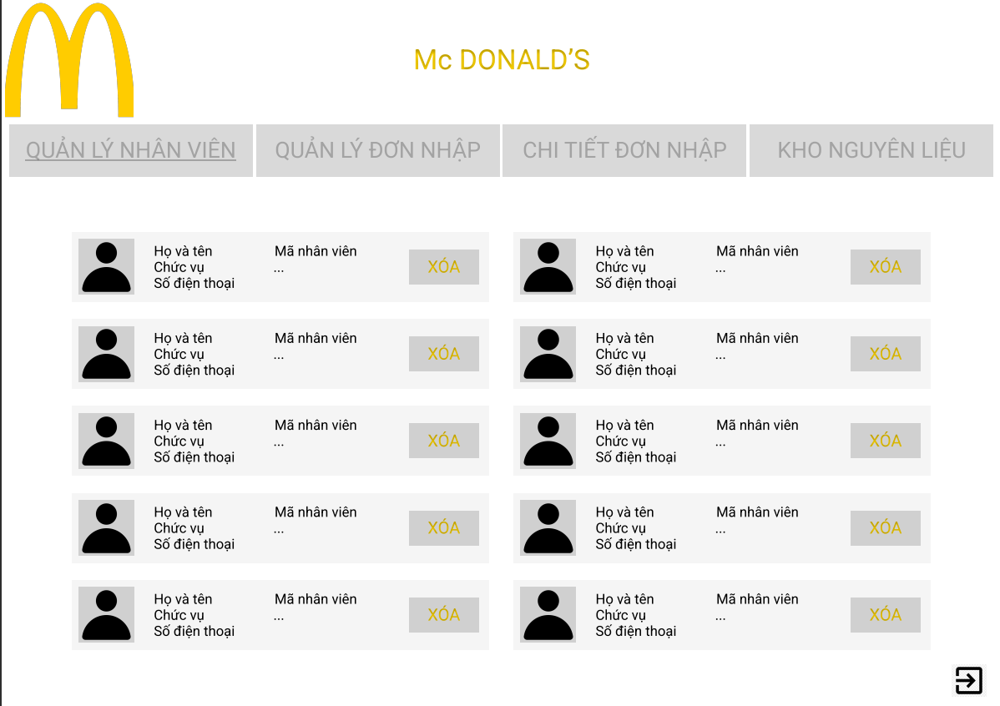 Mc DONALD’S
QUẢN LÝ NHÂN VIÊN
QUẢN LÝ ĐƠN NHẬP
CHI TIẾT ĐƠN NHẬP
KHO NGUYÊN LIỆU
Họ và tên Mã nhân viên
Chức vụ ... XÓA
Số điện thoại
Họ và tên Mã nhân viên
Chức vụ ... XÓA
Số điện thoại
Họ và tên Mã nhân viên
Chức vụ ... XÓA
Số điện thoại
Họ và tên Mã nhân viên
Chức vụ ... XÓA
Số điện thoại
Họ và tên Mã nhân viên
Chức vụ ... XÓA
Số điện thoại
Họ và tên Mã nhân viên
Chức vụ ... XÓA
Số điện thoại
Họ và tên Mã nhân viên
Chức vụ ... XÓA
Số điện thoại
Họ và tên Mã nhân viên
Chức vụ ... XÓA
Số điện thoại
Họ và tên Mã nhân viên
Chức vụ ... XÓA
Số điện thoại
Họ và tên Mã nhân viên
Chức vụ ... XÓA
Số điện thoại